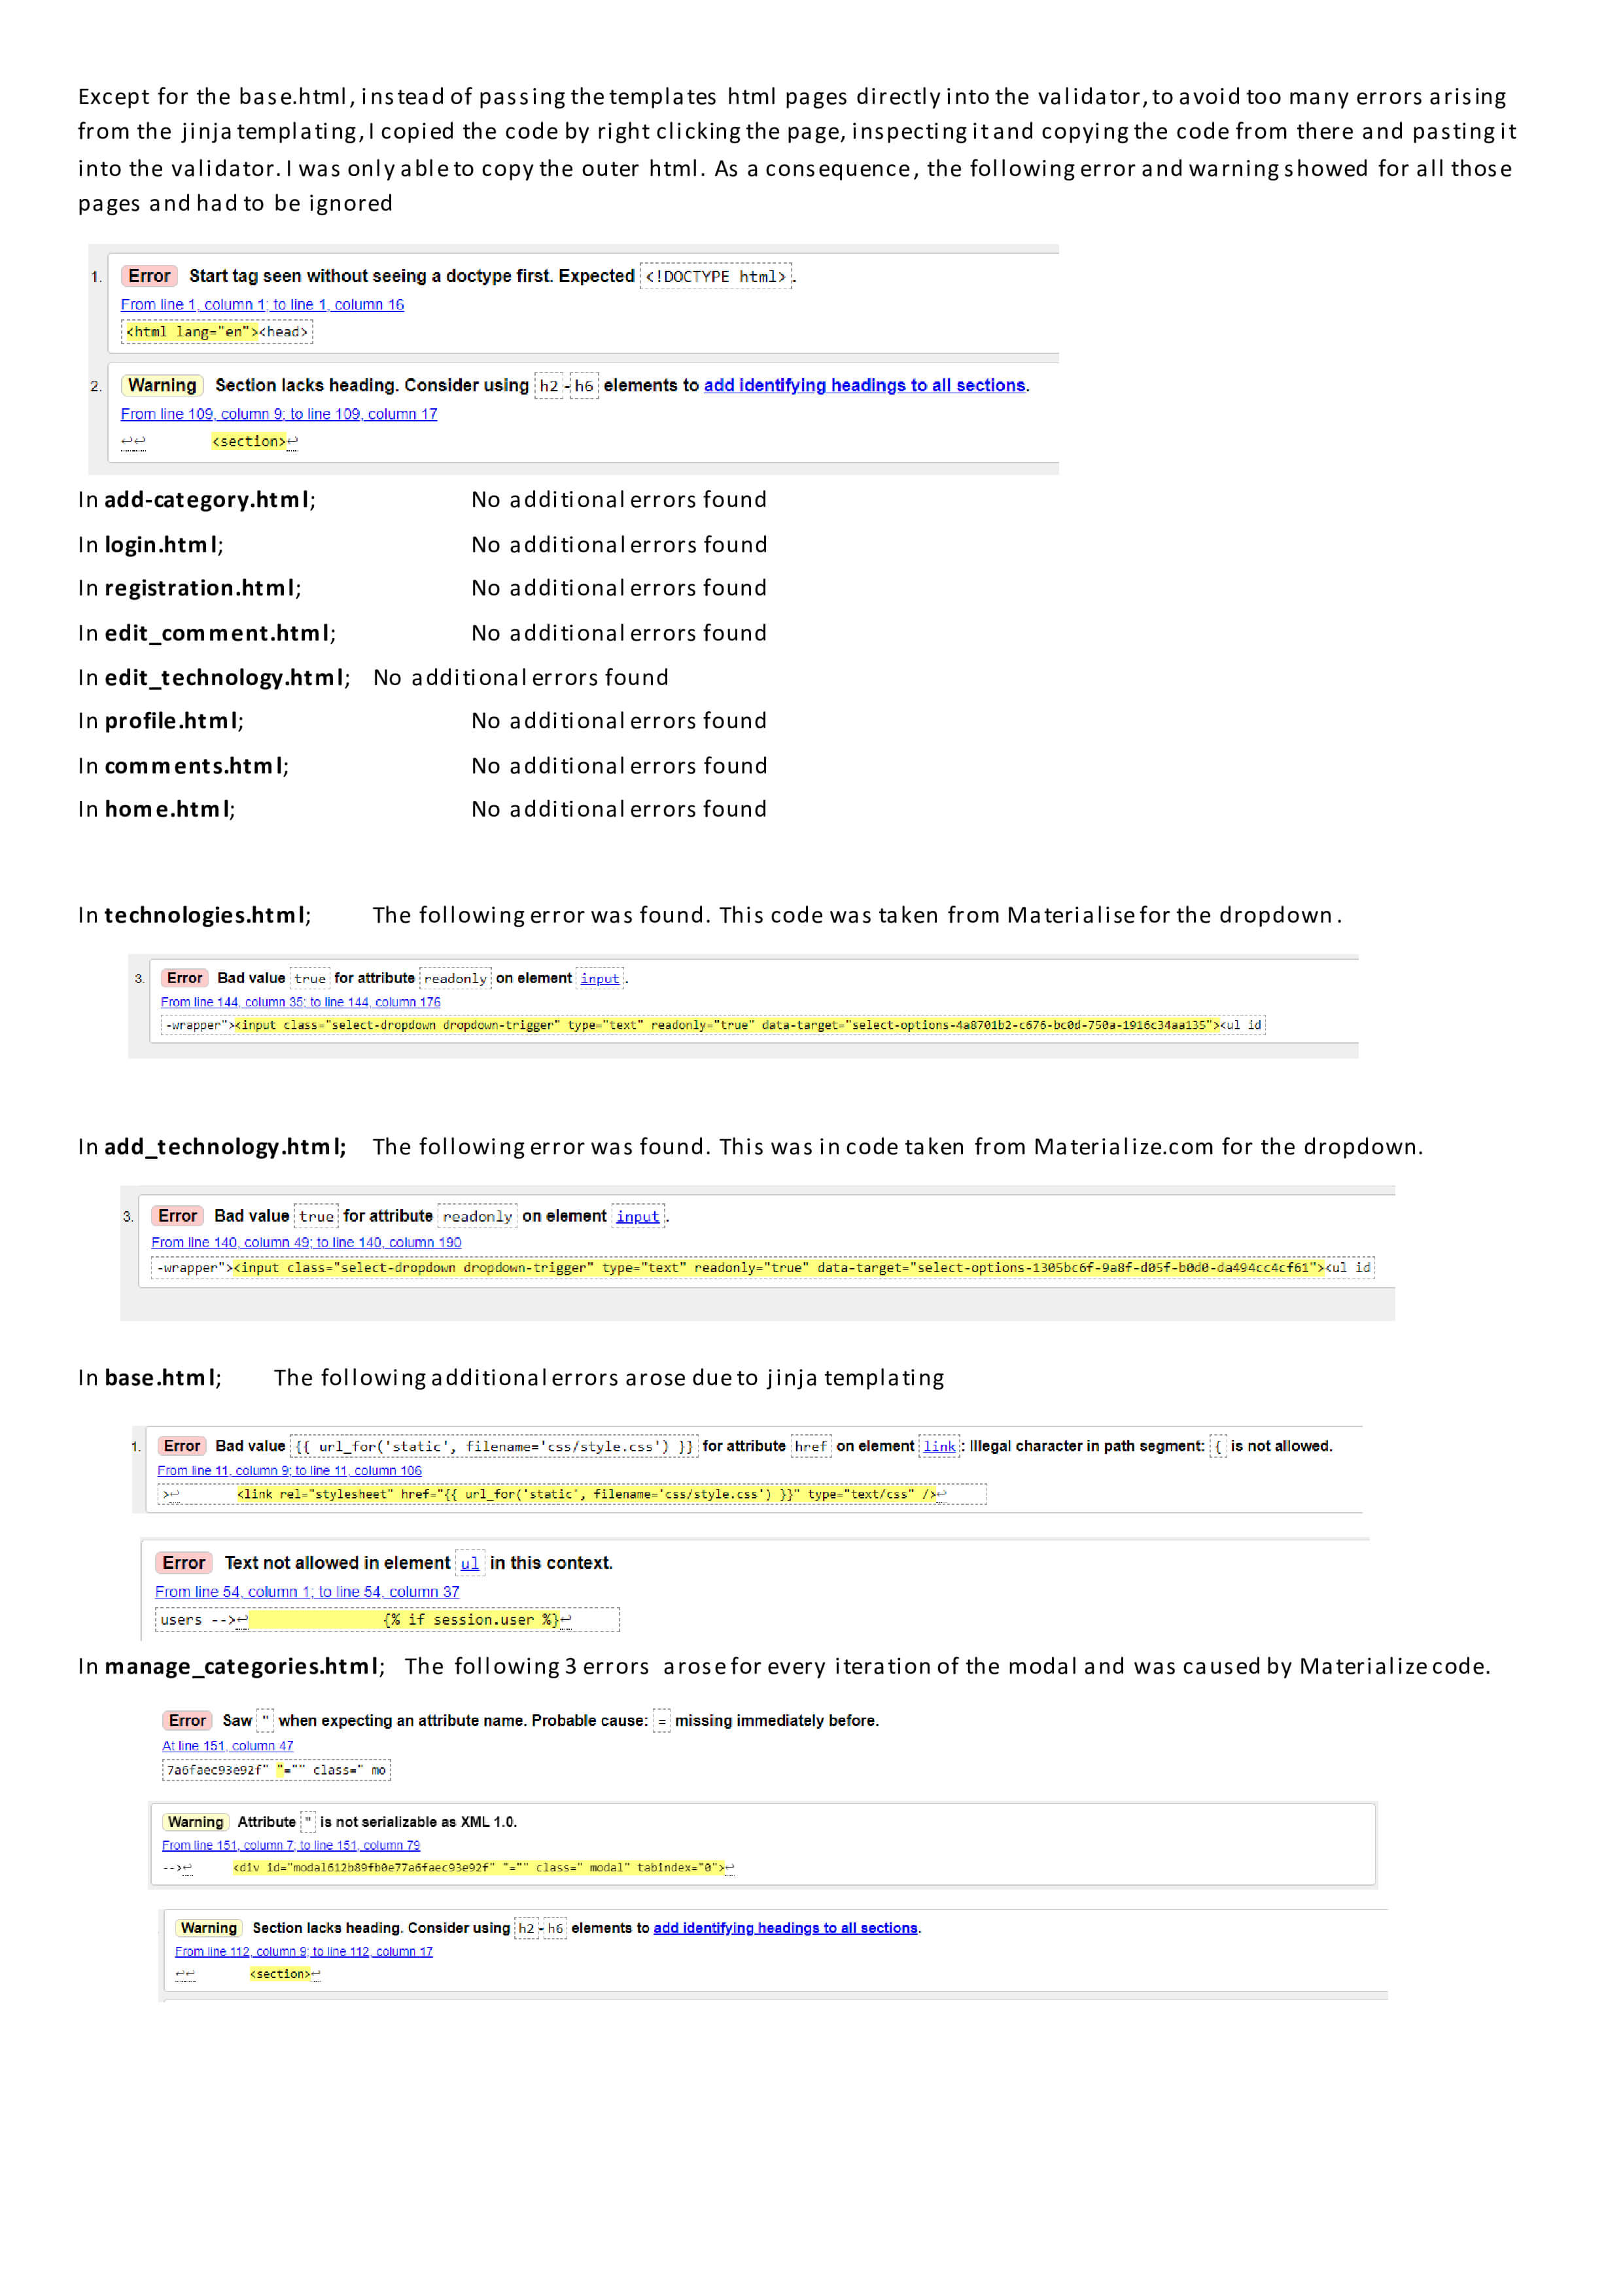 Except for the base.html, instead of passing the templates html pages directly into the validator, to avoid too many errors arising
from the jinja templating, I copied the code by right clicking the page, inspecting it and copying the code from there and pasting it
into the validator. I was only able to copy the outer html. As a consequence, the following error and warning showed for all those
pages and had to be ignored
1. Error Start tag seen without seeing a doctype first. Expected <!DOCTYPE html>.
From line 1, column 1; to line 1, column 16
<html lang="en"><head>
2. Warning Section lacks heading. Consider using h2-h6 elements to add identifying headings to all sections.
From line 109, column 9; to line 109, column 17
↩↩ <section>↩
In add-category.html; No additional errors found
In login.html; No additional errors found
In registration.html; No additional errors found
In edit_comment.html; No additional errors found
In edit_technology.html; No additional errors found
In profile.html; No additional errors found
In comments.html; No additional errors found
In home.html; No additional errors found
In technologies.html; The following error was found. This code was taken from Materialise for the dropdown.
3. Error Bad value true for attribute readonly on element input.
From line 144, column 35; to line 144, column 176
-wrapper"><input class="select-dropdown dropdown-trigger" type="text" readonly="true" data-target="select-options-4a8701b2-c676-bc0d-750a-1916c34aa135"><ul id
In add_technology.html; The following error was found. This was in code taken from Materialize.com for the dropdown.
3. Error Bad value true for attribute readonly on element input.
From line 140, column 49; to line 140, column 190
-wrapper"><input class="select-dropdown dropdown-trigger" type="text" readonly="true" data-target="select-options-1305bc6f-9a8f-d05f-b0d0-da494cc4cf61"><ul id
In base.html; The following additional errors arose due to jinja templating
1. Error Bad value {{ url_for('static', filename='css/style.css') }} for attribute href on element link: Illegal character in path segment: { is not allowed.
From line 11, column 9; to line 11, column 106
>↩ <link rel="stylesheet" href="{{ url_for('static', filename='css/style.css') }}" type="text/css" />↩
Error Text not allowed in element ul in this context.
From line 54, column 1; to line 54, column 37
users -->↩ {% if session.user %}↩
In manage_categories.html; The following 3 errors arose for every iteration of the modal and was caused by Materialize code.
Error Saw " when expecting an attribute name. Probable cause: = missing immediately before.
At line 151, column 47
7a6faec93e92f" "="" class=" mo
Warning Attribute " is not serializable as XML 1.0.
From line 151, column 7; to line 151, column 79
-->↩ <div id="modal612b89fb0e77a6faec93e92f" "="" class=" modal" tabindex="0">↩
Warning Section lacks heading. Consider using h2-h6 elements to add identifying headings to all sections.
From line 112, column 9; to line 112, column 17
↩↩ <section>↩